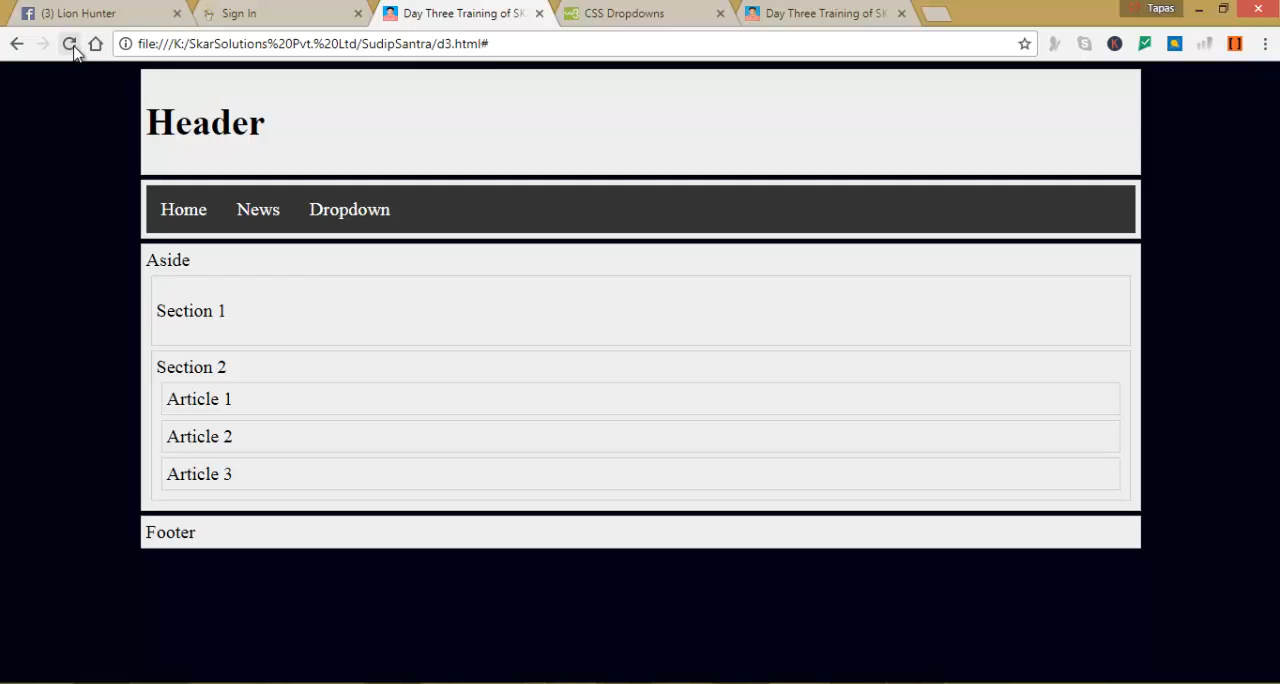 (3) Lion Hunter
Sign In
Day Three Training of SK
CSS Dropdowns
Day Three Training of SK
Tapas
file:///K:/SkarSolutions%20Pvt.%20Ltd/SudipSantra/d3.html#
Header
Home News Dropdown
Aside
Section 1
Section 2
Article 1
Article 2
Article 3
Footer